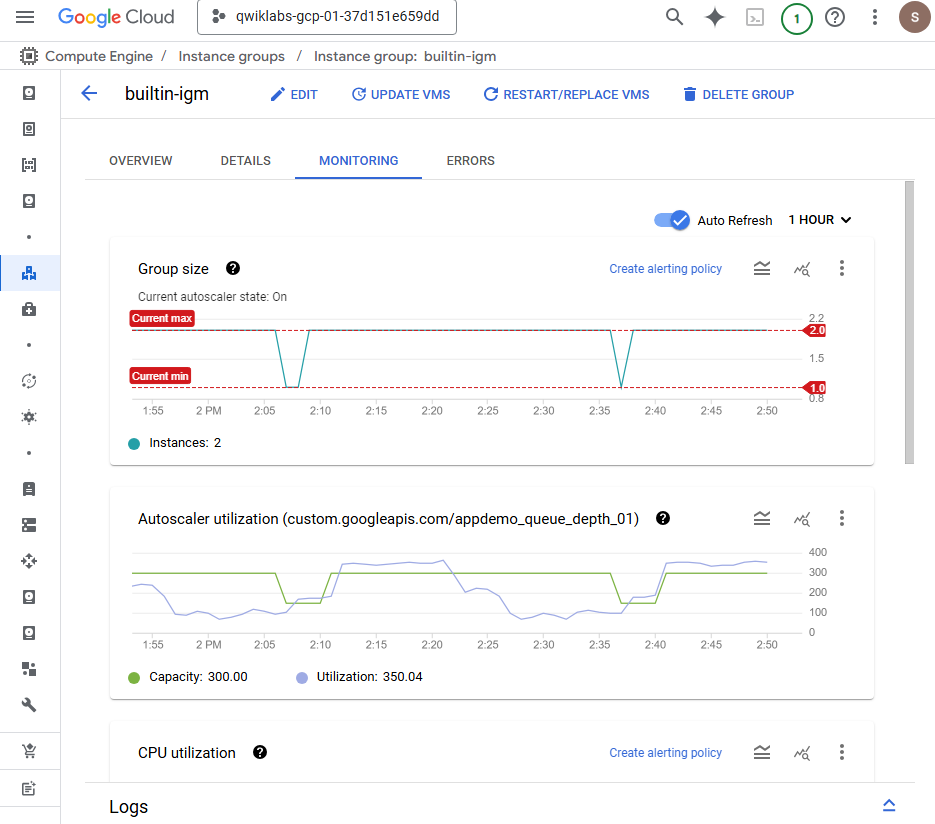 Google Cloud
qwiklabs-gcp-01-37d151e659dd
1
S
Compute Engine / Instance groups / Instance group: builtin-igm
builtin-igm
EDIT
UPDATE VMS
RESTART/REPLACE VMS
DELETE GROUP
OVERVIEW
DETAILS
MONITORING
ERRORS
Auto Refresh
1 HOUR
Group size
Create alerting policy
Current autoscaler state: On
Current max
2.2
2.0
1.5
Current min
1.0
0.8
1:55 2 PM 2:05 2:10 2:15 2:20 2:25 2:30 2:35 2:40 2:45 2:50
Instances: 2
Autoscaler utilization (custom.googleapis.com/appdemo_queue_depth_01)
400
300
200
100
0
1:55 2 PM 2:05 2:10 2:15 2:20 2:25 2:30 2:35 2:40 2:45 2:50
Capacity: 300.00
Utilization: 350.04
CPU utilization
Create alerting policy
Logs